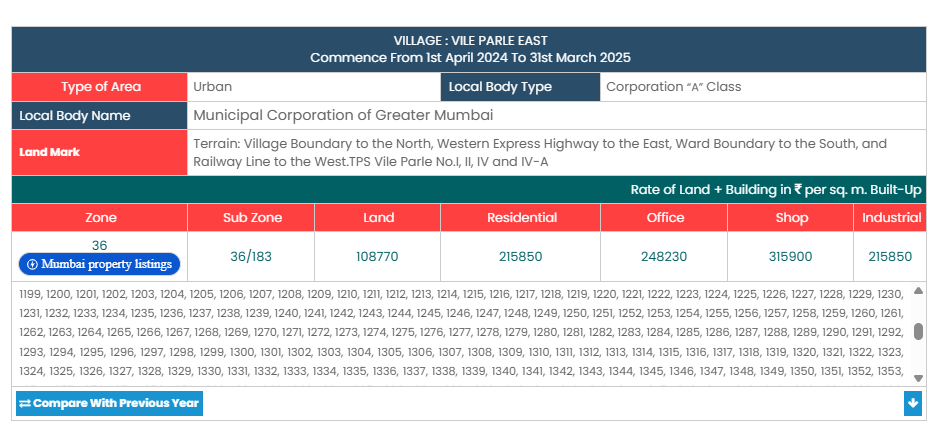 VILLAGE : VILE PARLE EAST
Commence From 1st April 2024 To 31st March 2025
Type of Area Urban Local Body Type Corporation “A” Class
Local Body Name Municipal Corporation of Greater Mumbai
Land Mark Terrain: Village Boundary to the North, Western Express Highway to the East, Ward Boundary to the South, and
Railway Line to the West.TPS Vile Parle No.I, II, IV and IV-A
Rate of Land + Building in ₹ per sq. m. Built-Up
Zone Sub Zone Land Residential Office Shop Industrial
36 36/183 108770 215850 248230 315900 215850
Mumbai property listings
1199, 1200, 1201, 1202, 1203, 1204, 1205, 1206, 1207, 1208, 1209, 1210, 1211, 1212, 1213, 1214, 1215, 1216, 1217, 1218, 1219, 1220, 1221, 1222, 1223, 1224, 1225, 1226, 1227, 1228, 1229, 1230,
1231, 1232, 1233, 1234, 1235, 1236, 1237, 1238, 1239, 1240, 1241, 1242, 1243, 1244, 1245, 1246, 1247, 1248, 1249, 1250, 1251, 1252, 1253, 1254, 1255, 1256, 1257, 1258, 1259, 1260, 1261,
1262, 1263, 1264, 1265, 1266, 1267, 1268, 1269, 1270, 1271, 1272, 1273, 1274, 1275, 1276, 1277, 1278, 1279, 1280, 1281, 1282, 1283, 1284, 1285, 1286, 1287, 1288, 1289, 1290, 1291, 1292,
1293, 1294, 1295, 1296, 1297, 1298, 1299, 1300, 1301, 1302, 1303, 1304, 1305, 1306, 1307, 1308, 1309, 1310, 1311, 1312, 1313, 1314, 1315, 1316, 1317, 1318, 1319, 1320, 1321, 1322, 1323,
1324, 1325, 1326, 1327, 1328, 1329, 1330, 1331, 1332, 1333, 1334, 1335, 1336, 1337, 1338, 1339, 1340, 1341, 1342, 1343, 1344, 1345, 1346, 1347, 1348, 1349, 1350, 1351, 1352, 1353,
Compare With Previous Year